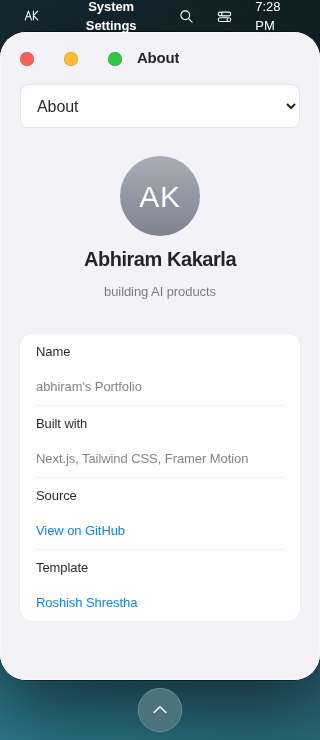 AK
System
Settings
7:28
PM
About
About
AK
Abhiram Kakarla
building AI products
Name
abhiram's Portfolio
Built with
Next.js, Tailwind CSS, Framer Motion
Source
View on GitHub
Template
Roshish Shrestha